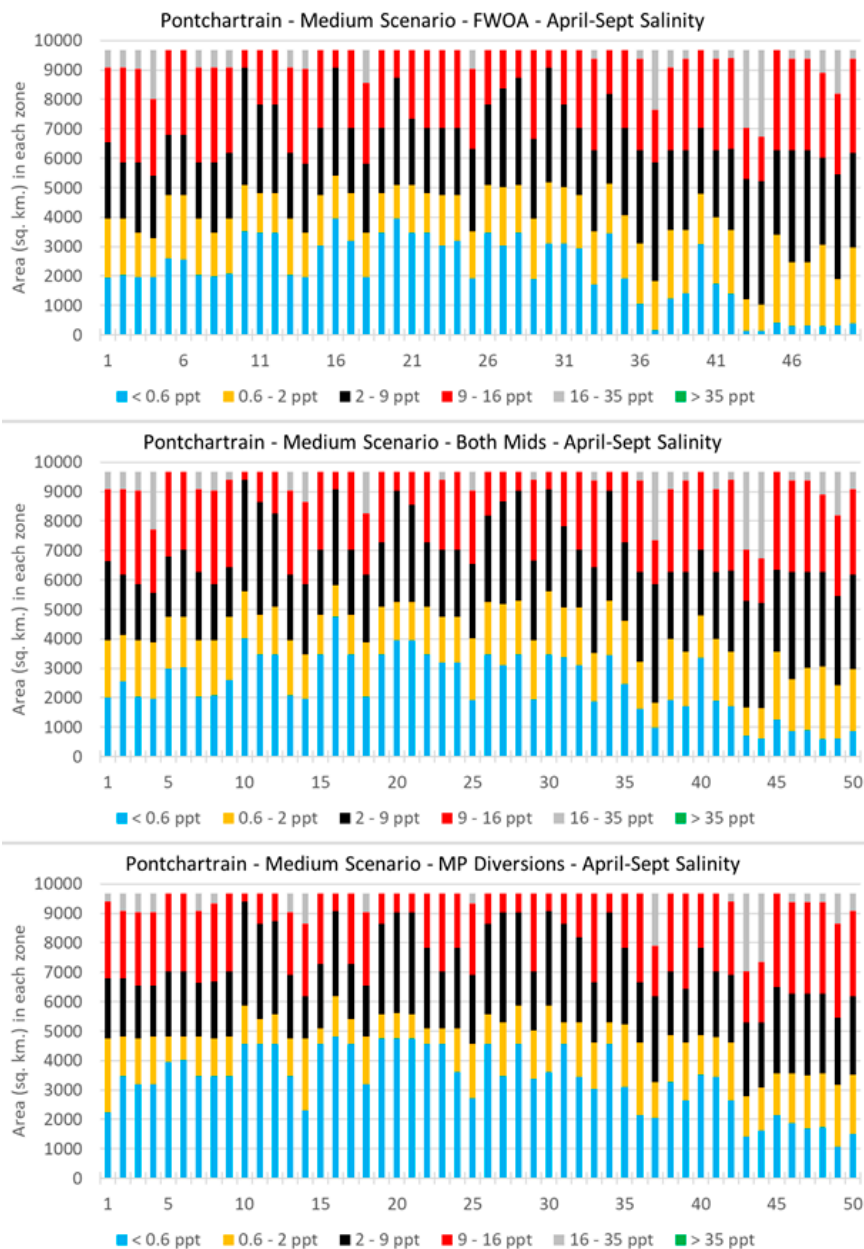 Pontchartrain - Medium Scenario - FWOA - April-Sept Salinity
Area (sq. km.) in each zone
10000
9000
8000
7000
6000
5000
4000
3000
2000
1000
0
1 6 11 16 21 26 31 36 41 46
< 0.6 ppt 0.6 - 2 ppt 2 - 9 ppt 9 - 16 ppt 16 - 35 ppt > 35 ppt
Pontchartrain - Medium Scenario - Both Mids - April-Sept Salinity
Area (sq. km.) in each zone
10000
9000
8000
7000
6000
5000
4000
3000
2000
1000
0
1 5 10 15 20 25 30 35 40 45 50
< 0.6 ppt 0.6 - 2 ppt 2 - 9 ppt 9 - 16 ppt 16 - 35 ppt > 35 ppt
Pontchartrain - Medium Scenario - MP Diversions - April-Sept Salinity
Area (sq. km.) in each zone
10000
9000
8000
7000
6000
5000
4000
3000
2000
1000
0
1 5 10 15 20 25 30 35 40 45 50
< 0.6 ppt 0.6 - 2 ppt 2 - 9 ppt 9 - 16 ppt 16 - 35 ppt > 35 ppt